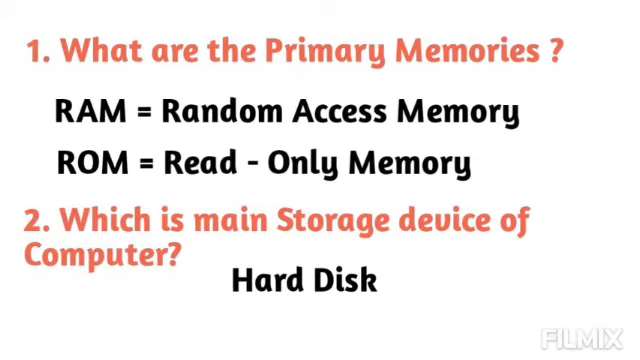 1. What are the Primary Memories ?
RAM = Random Access Memory
ROM = Read - Only Memory
2. Which is main Storage device of
Computer?
Hard Disk
FILMIX